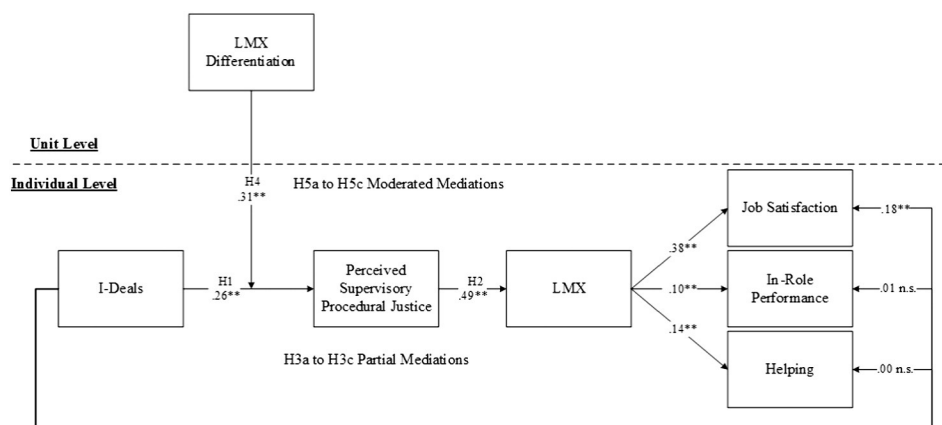 LMX
Differentiation
Unit Level
Individual Level
H4
.31**
H5a to H5c Moderated Mediations
Job Satisfaction
.18**
.38**
I-Deals
H1
.26**
Perceived
Supervisory
Procedural Justice
H2
.49**
LMX
.10**
In-Role
Performance
.01 n.s.
.14**
H3a to H3c Partial Mediations
Helping
.00 n.s.